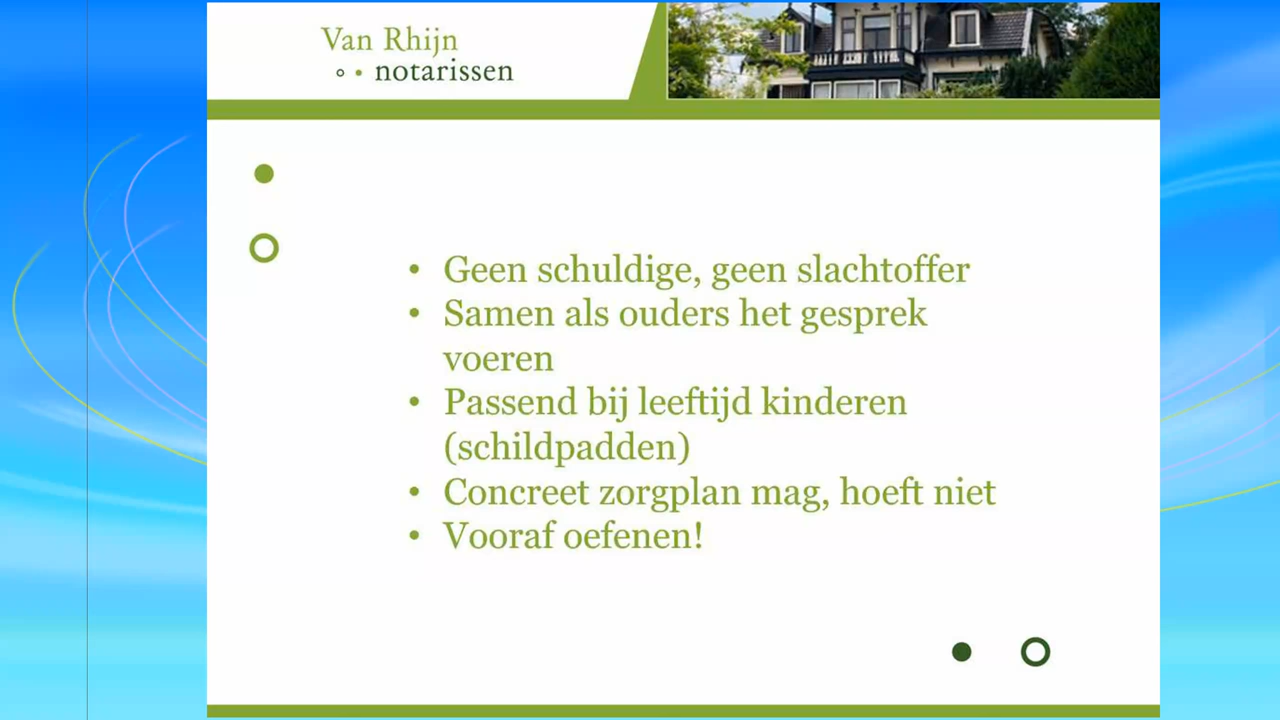 Van Rhijn
notarissen
• Geen schuldige, geen slachtoffer
• Samen als ouders het gesprek
voeren
• Passend bij leeftijd kinderen
(schildpadden)
• Concreet zorgplan mag, hoeft niet
• Vooraf oefenen!